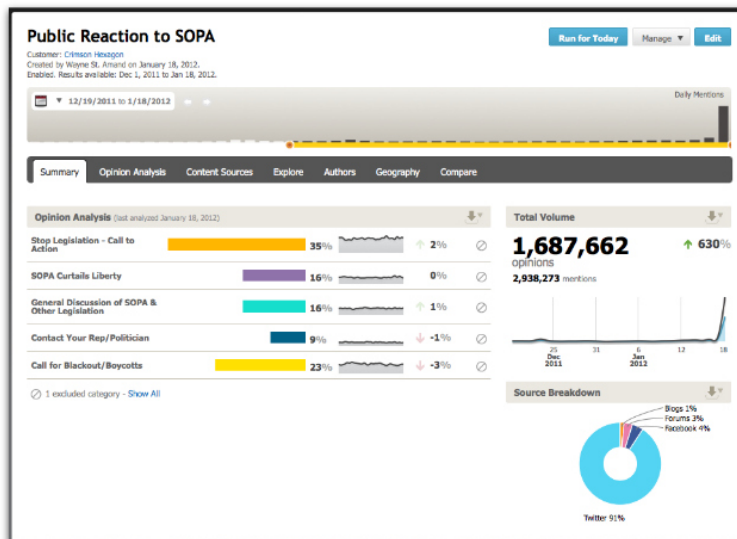 Public Reaction to SOPA
Run for Today
Manage ▼
Edit
Customer: Crimson Hexagon
Created by Wayne St. Amand on January 18, 2012.
Enabled. Results available: Dec 1, 2011 to Jan 18, 2012.
▼ 12/19/2011 to 1/18/2012
Daily Mentions
Summary Opinion Analysis Content Sources Explore Authors Geography Compare
Opinion Analysis (last analyzed January 18, 2012)
Stop Legislation - Call to
Action
35% 2%
SOPA Curtails Liberty 16% 0%
General Discussion of SOPA &
Other Legislation
16% 1%
Contact Your Rep/Politician 9% -1%
Call for Blackout/Boycotts 23% -3%
1 excluded category - Show All
Total Volume
1,687,662 630%
opinions
2,938,273 mentions
25 31 6 12 18
Dec Jan
2011 2012
Source Breakdown
Blogs 1%
Forums 3%
Facebook 4%
Twitter 91%